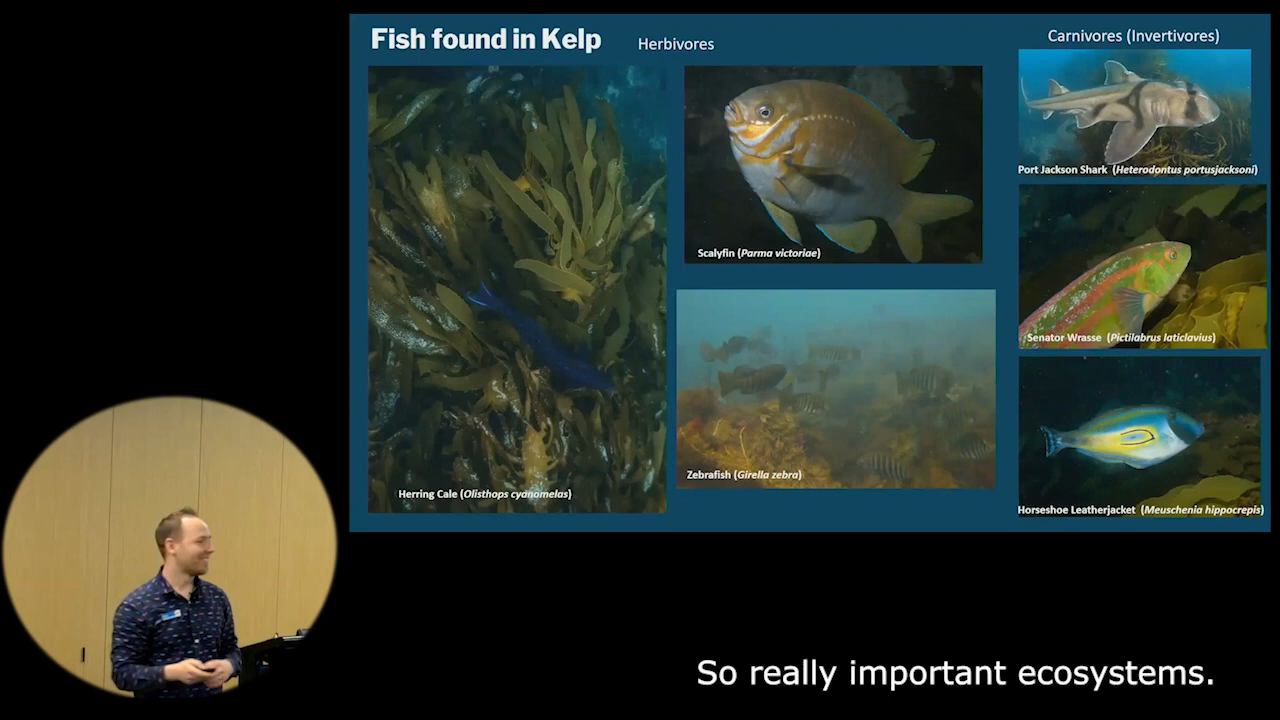 Fish found in Kelp
Herbivores
Carnivores (Invertivores)
Herring Cale (Olisthops cyanomelas)
Scalyfin (Parma victoriae)
Zebrafish (Girella zebra)
Port Jackson Shark (Heterodontus portusjacksoni)
Senator Wrasse (Pictilabrus laticlavius)
Horseshoe Leatherjacket (Meuschenia hippocrepis)
So really important ecosystems.